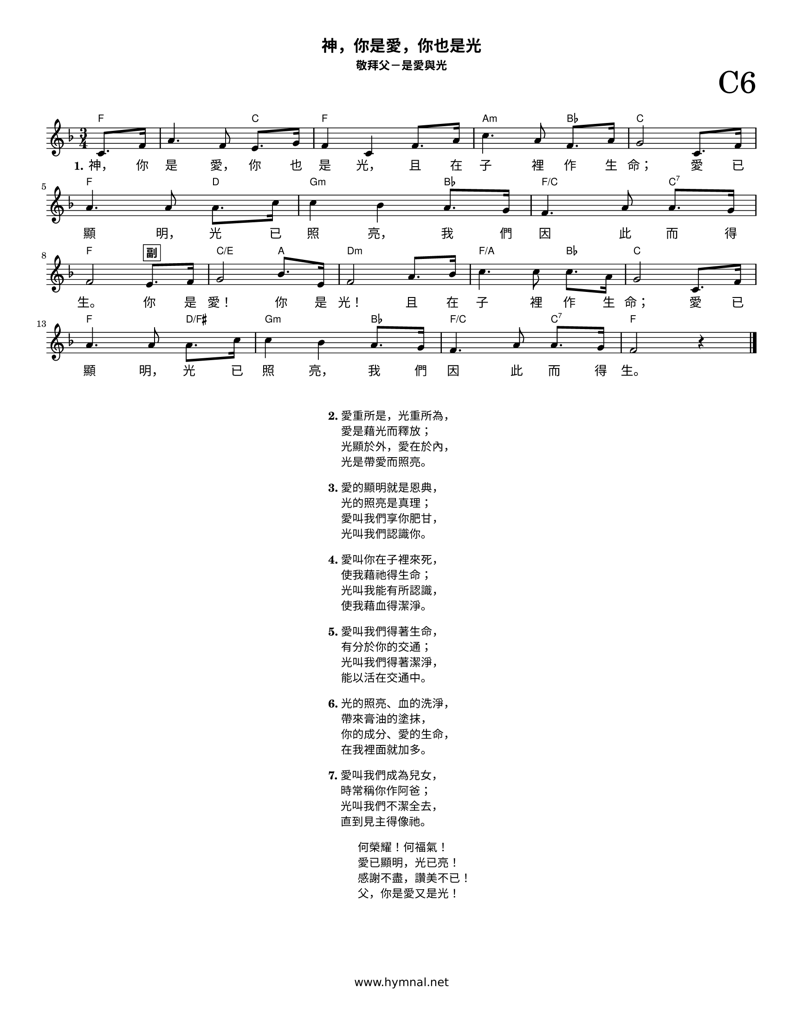 神，你是愛，你也是光
敬拜父－是愛與光
C6
F C F Am B♭ C
3/4
1. 神， 你 是 愛， 你 也 是 光， 且 在 子 裡 作 生 命； 愛 已
5 F D Gm B♭ F/C C7
顯 明， 光 已 照 亮， 我 們 因 此 而 得
8 F 副 C/E A Dm F/A B♭ C
生。 你 是 愛！ 你 是 光！ 且 在 子 裡 作 生 命； 愛 已
13 F D/F♯ Gm B♭ F/C C7 F
顯 明， 光 已 照 亮， 我 們 因 此 而 得 生。
2. 愛重所是，光重所為，
愛是藉光而釋放；
光顯於外，愛在於內，
光是帶愛而照亮。
3. 愛的顯明就是恩典，
光的照亮是真理；
愛叫我們享你肥甘，
光叫我們認識你。
4. 愛叫你在子裡來死，
使我藉祂得生命；
光叫我能有所認識，
使我藉血得潔淨。
5. 愛叫我們得著生命，
有分於你的交通；
光叫我們得著潔淨，
能以活在交通中。
6. 光的照亮、血的洗淨，
帶來膏油的塗抹，
你的成分、愛的生命，
在我裡面就加多。
7. 愛叫我們成為兒女，
時常稱你作阿爸；
光叫我們不潔全去，
直到見主得像祂。
何榮耀！何福氣！
愛已顯明，光已亮！
感謝不盡，讚美不已！
父，你是愛又是光！
www.hymnal.net